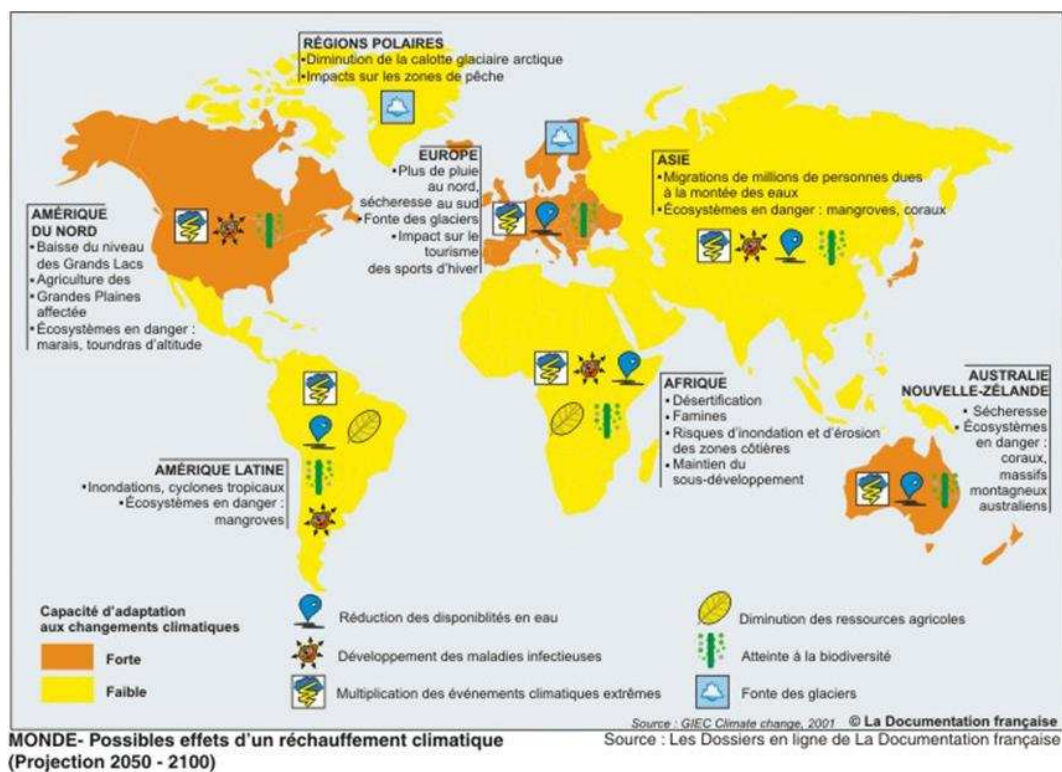 RÉGIONS POLAIRES
•Diminution de la calotte glaciaire arctique
•Impacts sur les zones de pêche
EUROPE
•Plus de pluie
au nord,
sécheresse au sud
•Fonte des glaciers
•Impact sur le
tourisme
des sports d'hiver
ASIE
•Migrations de millions de personnes dues
à la montée des eaux
•Écosystèmes en danger : mangroves, coraux
AMÉRIQUE
DU NORD
• Baisse du niveau
des Grands Lacs
• Agriculture des
• Grandes Plaines
affectée
• Écosystèmes en danger :
marais, toundras d'altitude
AFRIQUE
• Désertification
• Famines
• Risques d'inondation et d'érosion
des zones côtières
• Maintien du
sous-développement
AUSTRALIE
NOUVELLE-ZÉLANDE
• Sécheresse
• Écosystèmes
en danger :
coraux,
massifs
montagneux
australiens
AMÉRIQUE LATINE
•Inondations, cyclones tropicaux
•Écosystèmes en danger :
mangroves
Capacité d'adaptation
aux changements climatiques
Forte
Faible
Réduction des disponiblités en eau
Développement des maladies infectieuses
Multiplication des événements climatiques extrêmes
Diminution des ressources agricoles
Atteinte à la biodiversité
Fonte des glaciers
Source : GIEC Climate change, 2001 © La Documentation française
MONDE- Possibles effets d'un réchauffement climatique
(Projection 2050 - 2100)
Source : Les Dossiers en ligne de La Documentation française